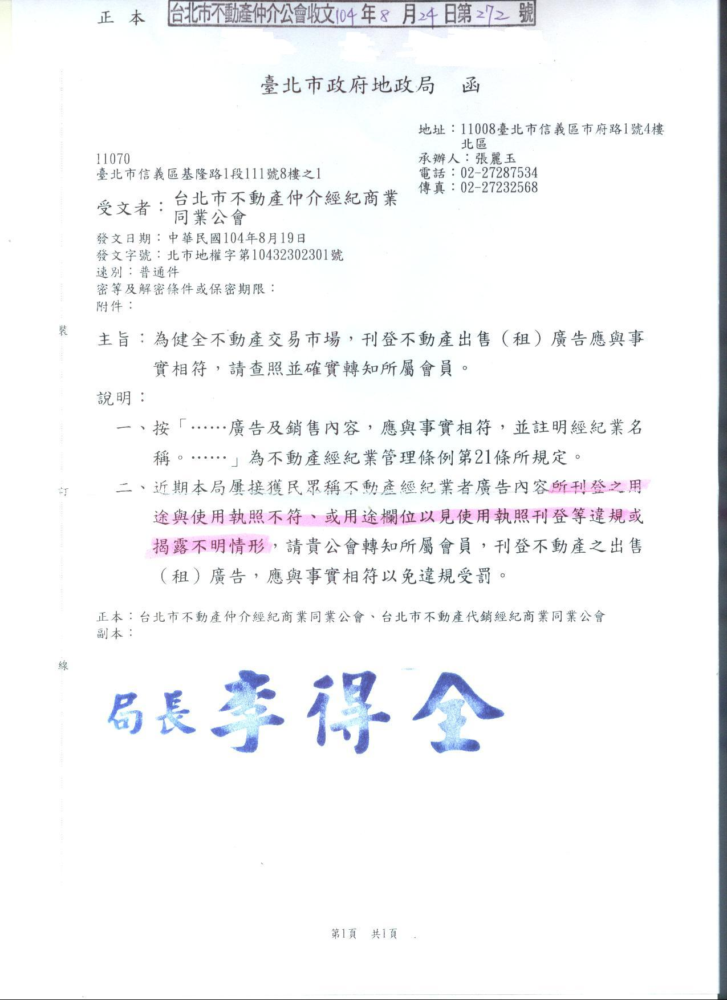 正本
台北市不動產仲介公會收文104年8月24日第272號
臺北市政府地政局 函
地址：11008臺北市信義區市府路1號4樓
北區
承辦人：張麗玉
電話：02-27287534
傳真：02-27232568
11070
臺北市信義區基隆路1段111號8樓之1
受文者：台北市不動產仲介經紀商業
同業公會
發文日期：中華民國104年8月19日
發文字號：北市地權字第10432302301號
速別：普通件
密等及解密條件或保密期限：
附件：
主旨：為健全不動產交易市場，刊登不動產出售（租）廣告應與事
實相符，請查照並確實轉知所屬會員。
說明：
一、按「……廣告及銷售內容，應與事實相符，並註明經紀業名
稱。……」為不動產經紀業管理條例第21條所規定。
二、近期本局屢接獲民眾稱不動產經紀業者廣告內容所刊登之用
途與使用執照不符、或用途欄位以見使用執照刊登等違規或
揭露不明情形，請貴公會轉知所屬會員，刊登不動產之出售
（租）廣告，應與事實相符以免違規受罰。
正本：台北市不動產仲介經紀商業同業公會、台北市不動產代銷經紀商業同業公會
副本：
局長 李得全
裝
訂
線
第1頁 共1頁